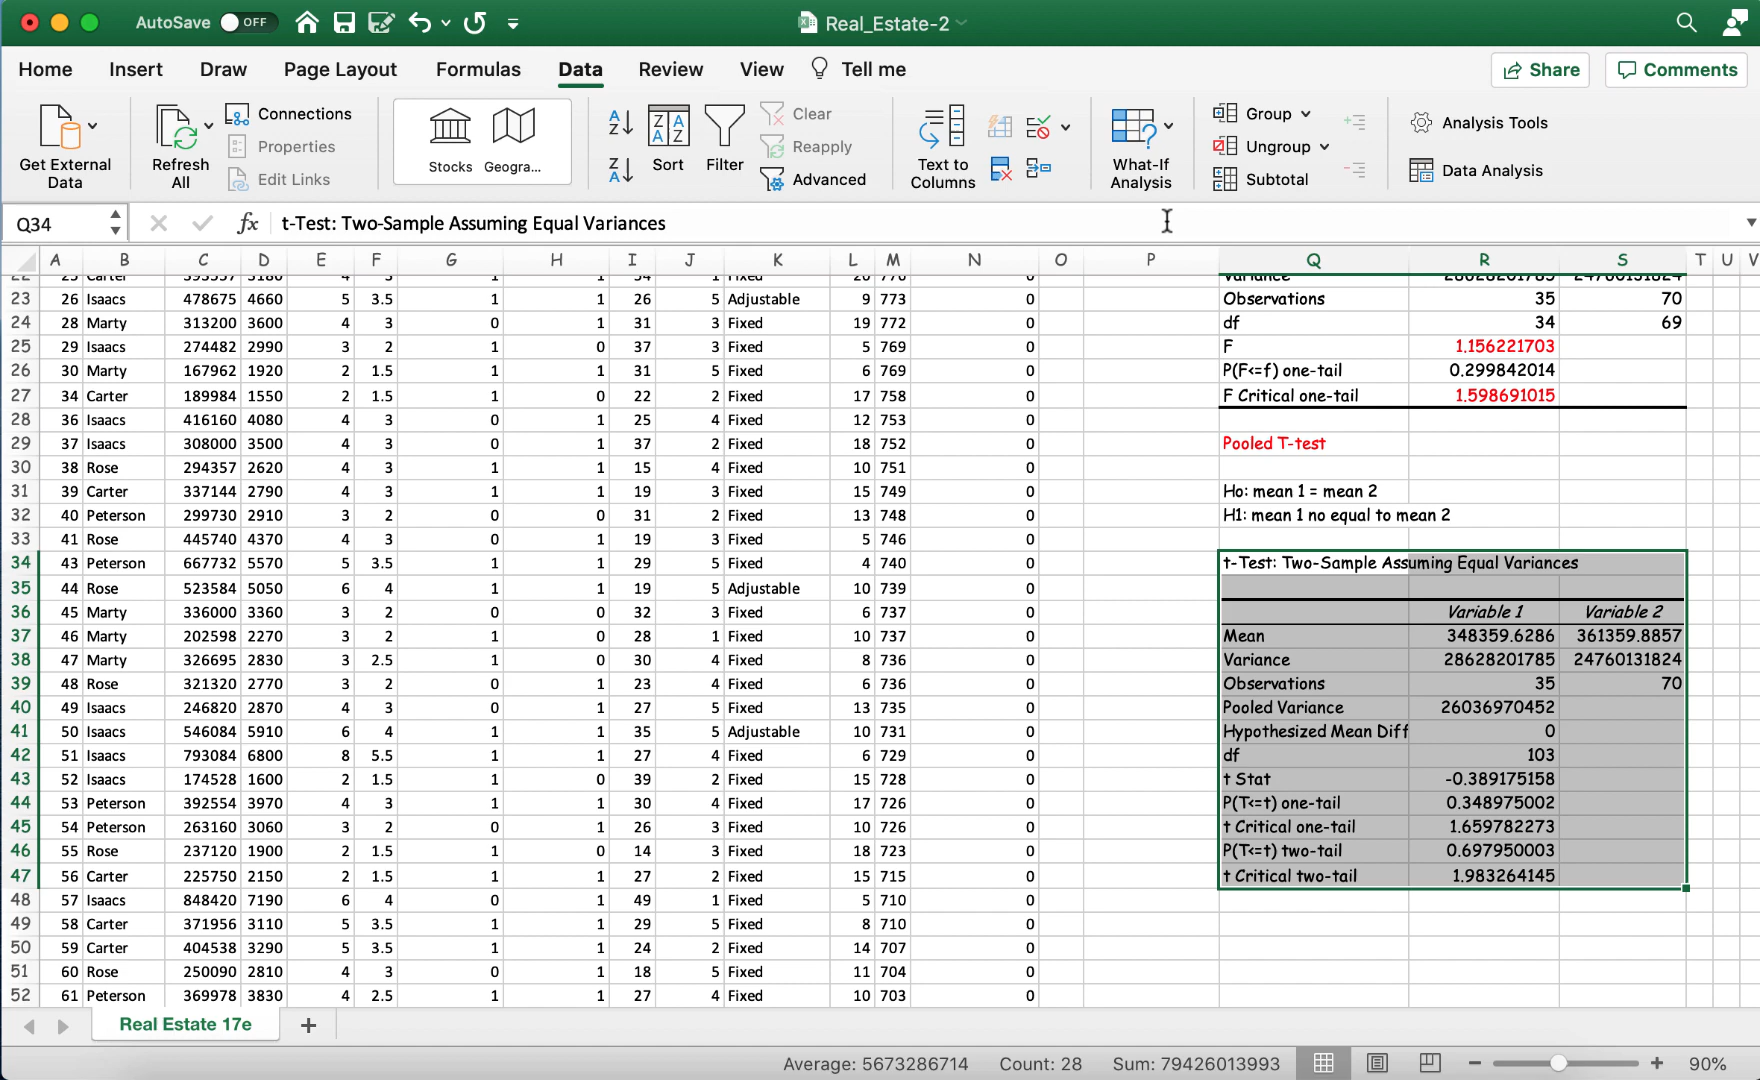 AutoSave OFF Real_Estate-2
Home Insert Draw Page Layout Formulas Data Review View Tell me Share Comments
Get External Data
Refresh All
Connections
Properties
Edit Links
Stocks Geogra...
Sort
Filter
Clear
Reapply
Advanced
Text to Columns
What-If Analysis
Group
Ungroup
Subtotal
Analysis Tools
Data Analysis
Q34 fx t-Test: Two-Sample Assuming Equal Variances
A B C D E F G H I J K L M N O P Q R S T U V
23 26 Isaacs 478675 4660 5 3.5 1 1 26 5 Adjustable 9 773 0 Observations 35 70
24 28 Marty 313200 3600 4 3 0 1 31 3 Fixed 19 772 0 df 34 69
25 29 Isaacs 274482 2990 3 2 1 0 37 3 Fixed 5 769 0 F 1.156221703
26 30 Marty 167962 1920 2 1.5 1 1 31 5 Fixed 6 769 0 P(F<=f) one-tail 0.299842014
27 34 Carter 189984 1550 2 1.5 1 0 22 2 Fixed 17 758 0 F Critical one-tail 1.598691015
28 36 Isaacs 416160 4080 4 3 0 1 25 4 Fixed 12 753 0
29 37 Isaacs 308000 3500 4 3 0 1 37 2 Fixed 18 752 0 Pooled T-test
30 38 Rose 294357 2620 4 3 1 1 15 4 Fixed 10 751 0
31 39 Carter 337144 2790 4 3 1 1 19 3 Fixed 15 749 0 Ho: mean 1 = mean 2
32 40 Peterson 299730 2910 3 2 0 0 31 2 Fixed 13 748 0 H1: mean 1 no equal to mean 2
33 41 Rose 445740 4370 4 3 0 1 19 3 Fixed 5 746 0
34 43 Peterson 667732 5570 5 3.5 1 1 29 5 Fixed 4 740 0 t-Test: Two-Sample Assuming Equal Variances
35 44 Rose 523584 5050 6 4 1 1 19 5 Adjustable 10 739 0
36 45 Marty 336000 3360 3 2 0 0 32 3 Fixed 6 737 0 Variable 1 Variable 2
37 46 Marty 202598 2270 3 2 1 0 28 1 Fixed 10 737 0 Mean 348359.6286 361359.8857
38 47 Marty 326695 2830 3 2.5 1 0 30 4 Fixed 8 736 0 Variance 28628201785 24760131824
39 48 Rose 321320 2770 3 2 0 1 23 4 Fixed 6 736 0 Observations 35 70
40 49 Isaacs 246820 2870 4 3 0 1 27 5 Fixed 13 735 0 Pooled Variance 26036970452
41 50 Isaacs 546084 5910 6 4 1 1 35 5 Adjustable 10 731 0 Hypothesized Mean Diff 0
42 51 Isaacs 793084 6800 8 5.5 1 1 27 4 Fixed 6 729 0 df 103
43 52 Isaacs 174528 1600 2 1.5 1 0 39 2 Fixed 15 728 0 t Stat -0.389175158
44 53 Peterson 392554 3970 4 3 1 1 30 4 Fixed 17 726 0 P(T<=t) one-tail 0.348975002
45 54 Peterson 263160 3060 3 2 0 1 26 3 Fixed 10 726 0 t Critical one-tail 1.659782273
46 55 Rose 237120 1900 2 1.5 1 0 14 3 Fixed 18 723 0 P(T<=t) two-tail 0.697950003
47 56 Carter 225750 2150 2 1.5 1 1 27 2 Fixed 15 715 0 t Critical two-tail 1.983264145
48 57 Isaacs 848420 7190 6 4 0 1 49 1 Fixed 5 710 0
49 58 Carter 371956 3110 5 3.5 1 1 29 5 Fixed 8 710 0
50 59 Carter 404538 3290 5 3.5 1 1 24 2 Fixed 14 707 0
51 60 Rose 250090 2810 4 3 0 1 18 5 Fixed 11 704 0
52 61 Peterson 369978 3830 4 2.5 1 1 27 4 Fixed 10 703 0
Real Estate 17e
Average: 5673286714 Count: 28 Sum: 79426013993 90%